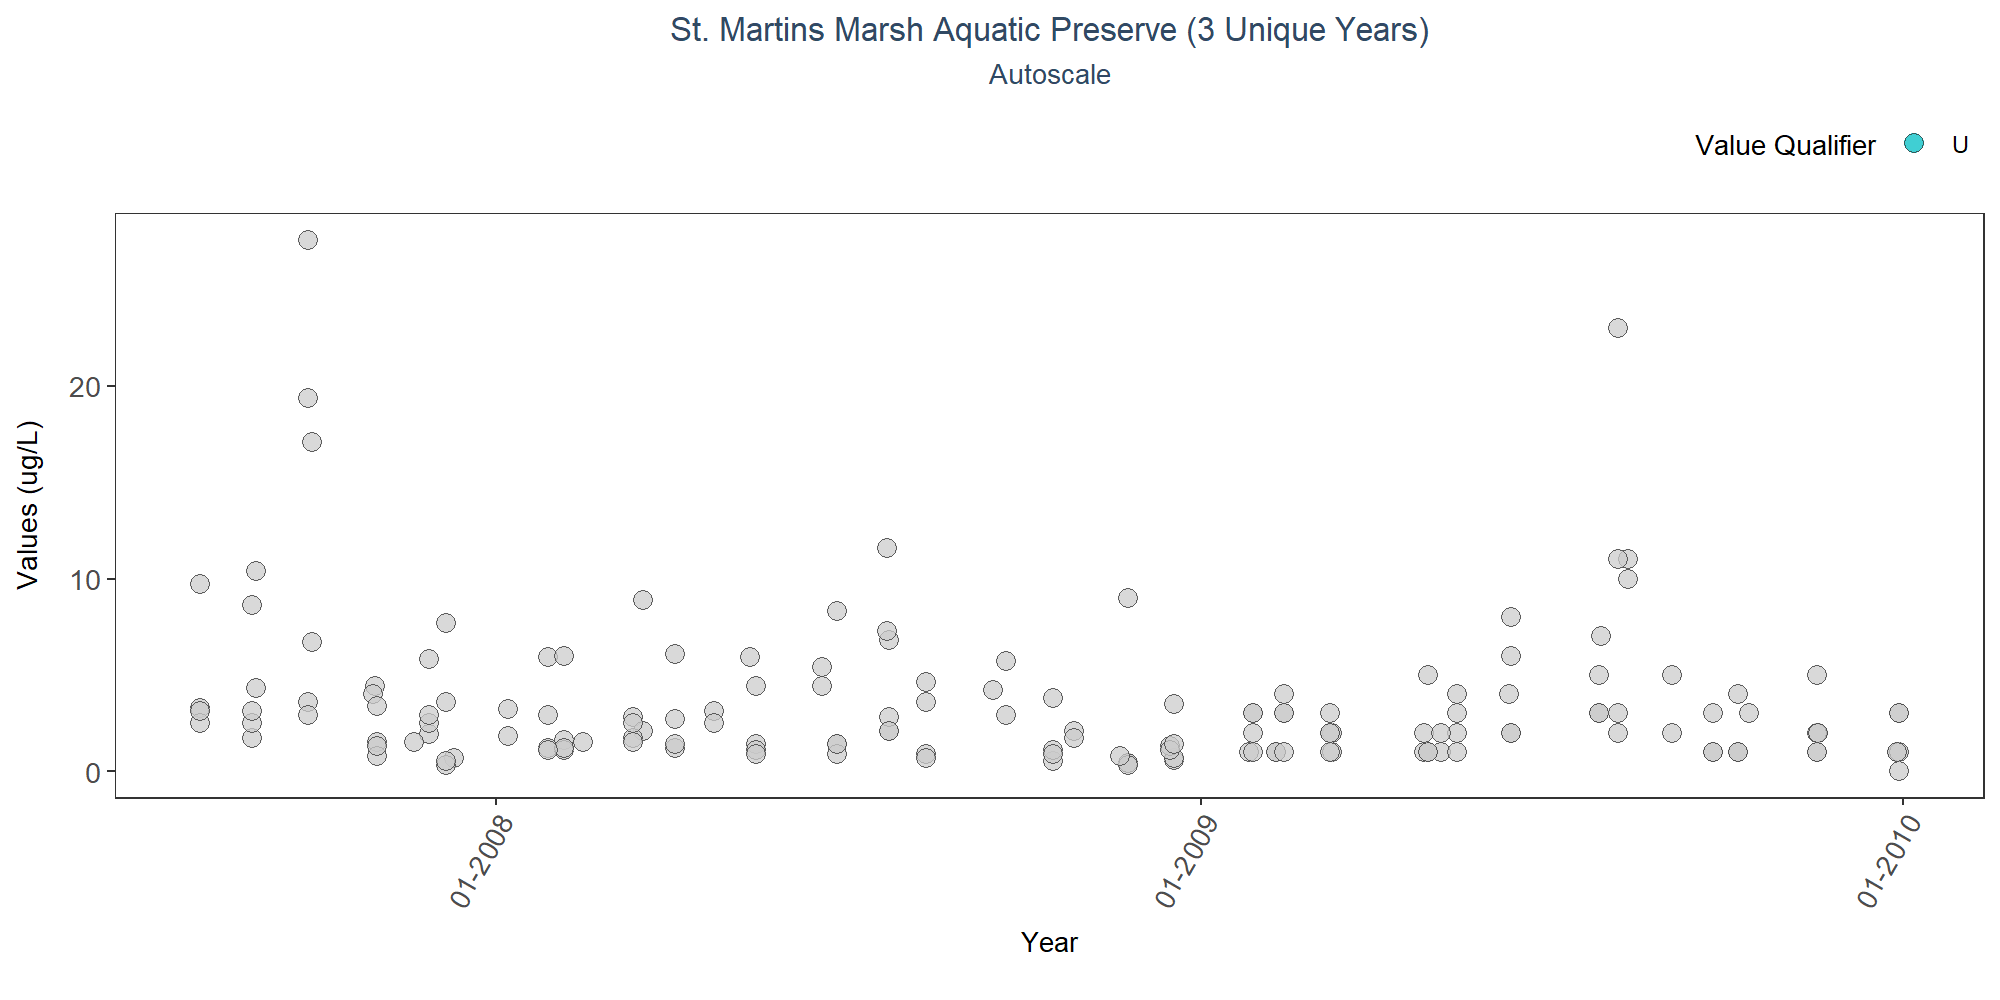 St. Martins Marsh Aquatic Preserve (3 Unique Years)
Autoscale
Value Qualifier U
Values (ug/L)
20
10
0
01-2008
01-2009
01-2010
Year